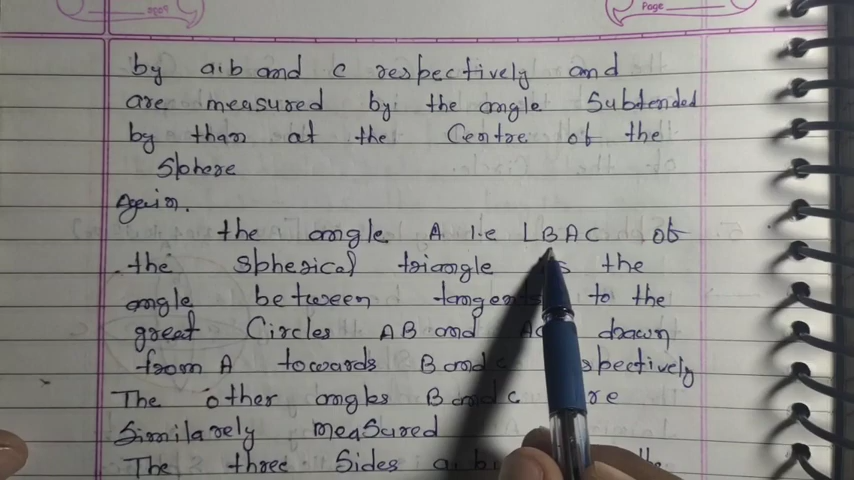 Page
by a.b and c respectively and
are measured by the angle Subtended
by than at the Centre of the
Sphere
Again.
the angle A i.e ∠BAC of
the spherical triangle is the
angle between tangents to the
great Circles AB and AC drawn
from A towards B and C respectively
The other angles B and C are
Similarely measured
The three Sides a. b.